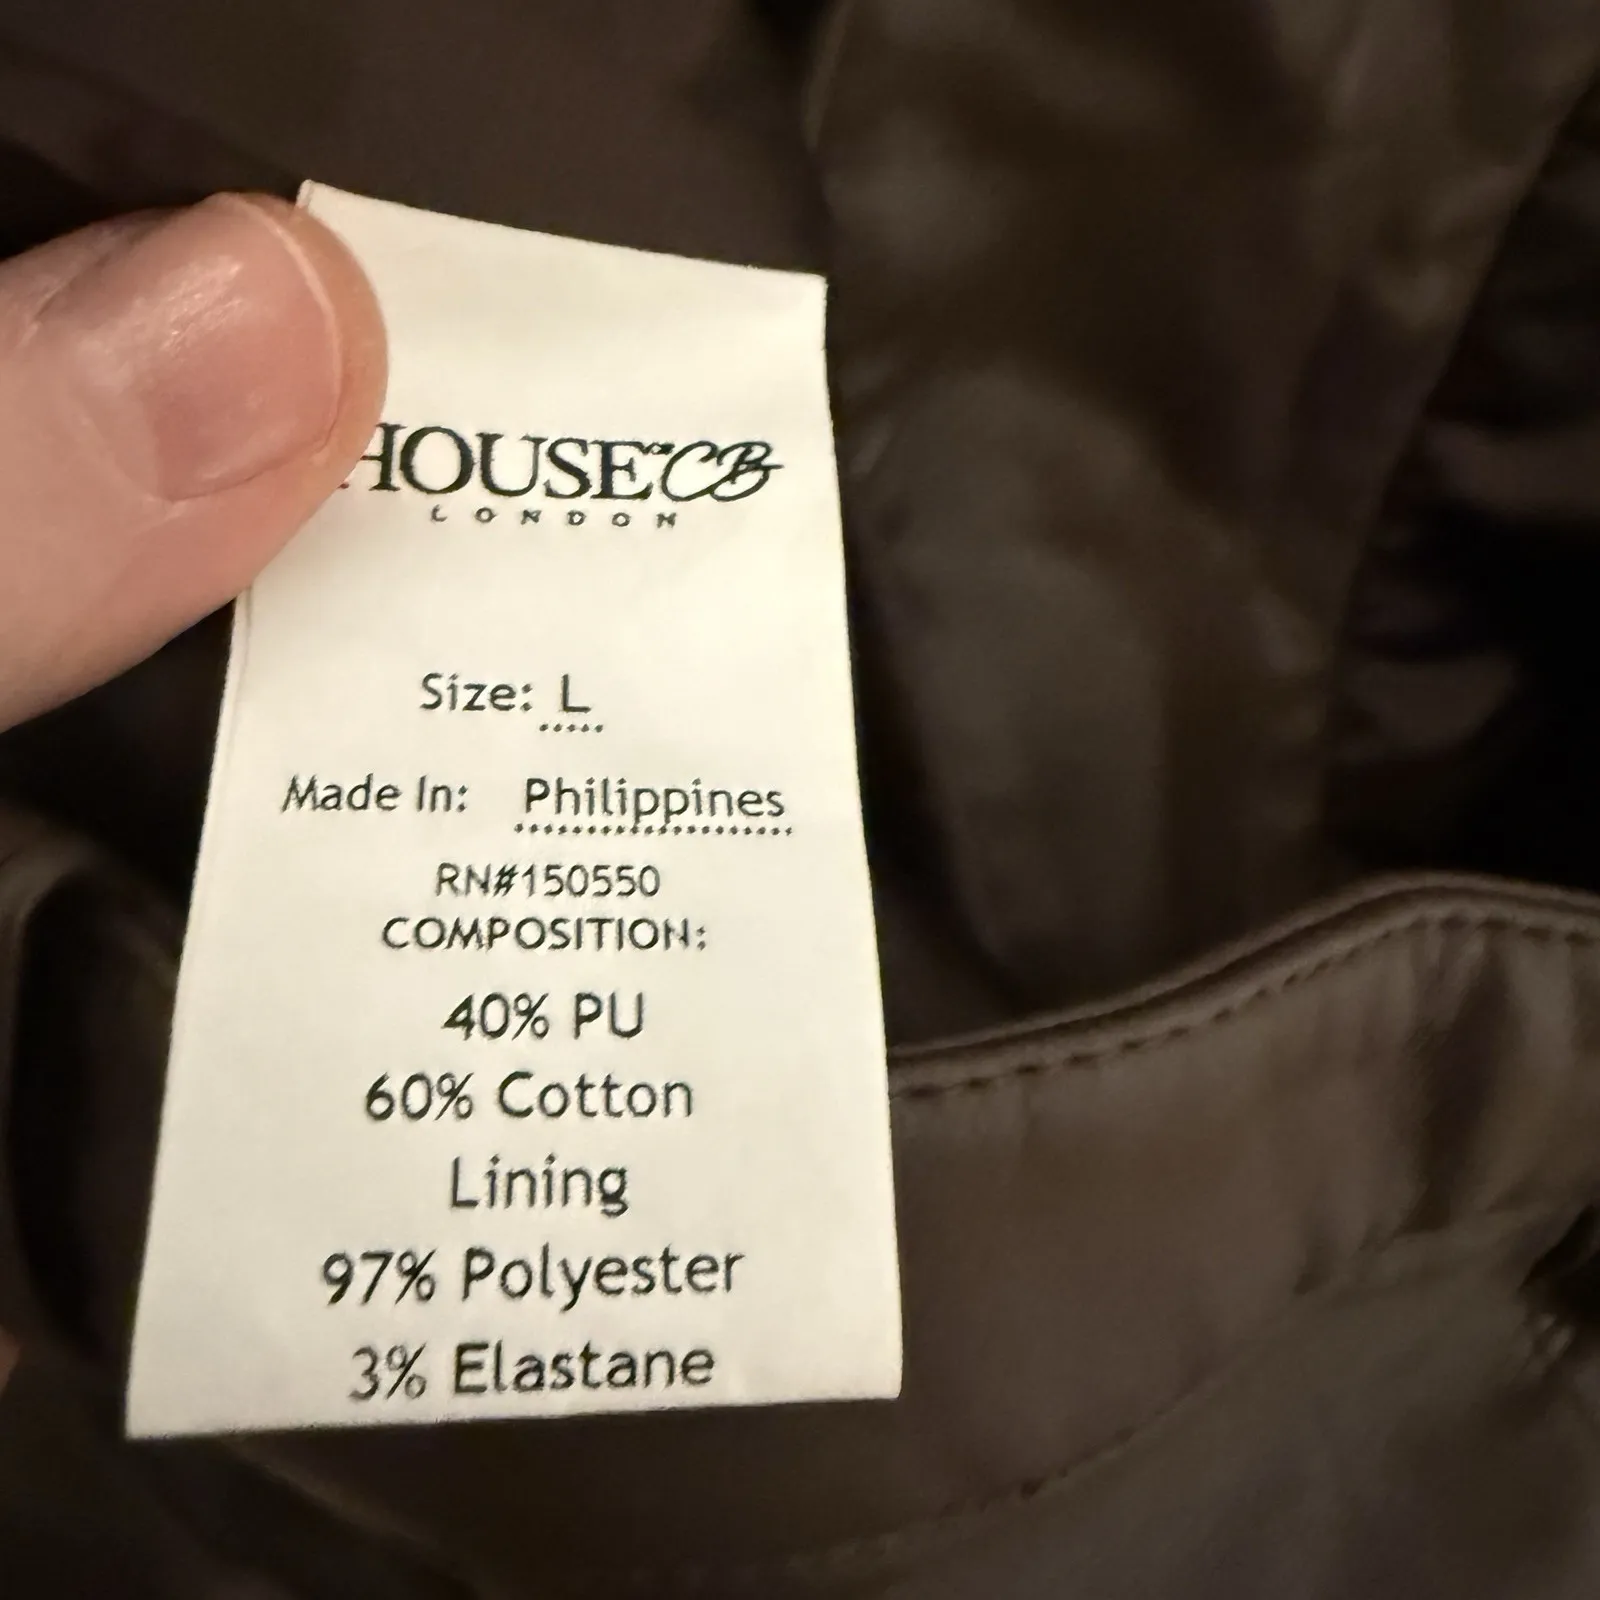 HOUSE OF CB
LONDON
Size: L
Made In: Philippines
RN#150550
COMPOSITION:
40% PU
60% Cotton
Lining
97% Polyester
3% Elastane